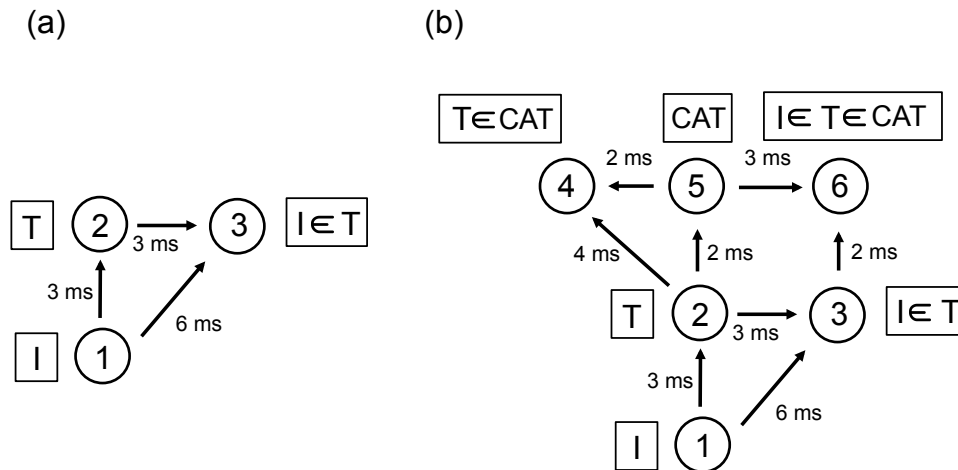 (a)
T
2
3
I∈T
3 ms
3 ms
6 ms
I
1
(b)
T∈CAT
CAT
I∈ T∈CAT
2 ms
3 ms
4
5
6
4 ms
2 ms
2 ms
T
2
3
I∈ T
3 ms
3 ms
6 ms
I
1